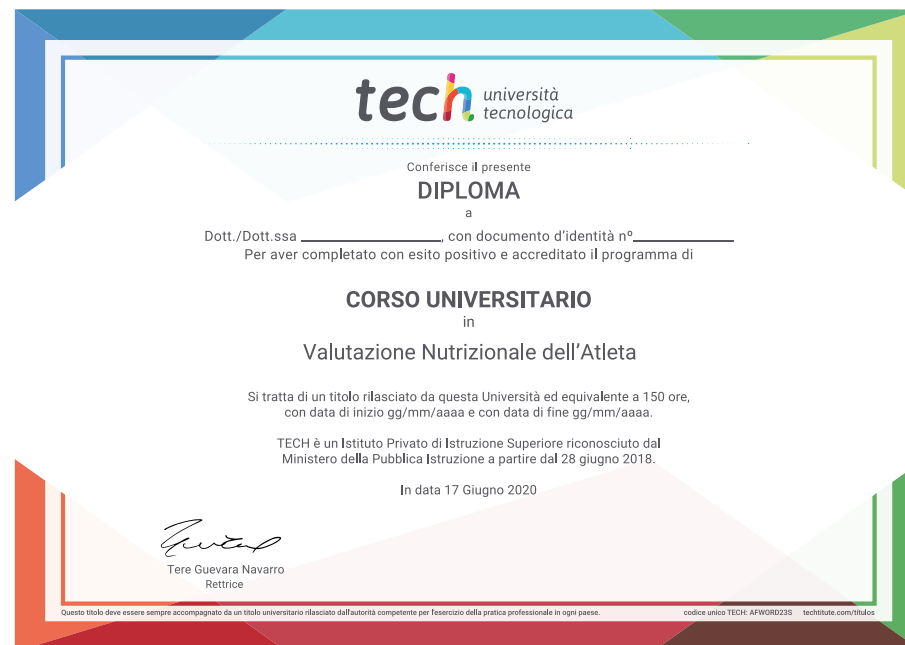 tech università
tecnologica
Conferisce il presente
DIPLOMA
a
Dott./Dott.ssa ____________________, con documento d'identità nº______________
Per aver completato con esito positivo e accreditato il programma di
CORSO UNIVERSITARIO
in
Valutazione Nutrizionale dell'Atleta
Si tratta di un titolo rilasciato da questa Università ed equivalente a 150 ore,
con data di inizio gg/mm/aaaa e con data di fine gg/mm/aaaa.
TECH è un Istituto Privato di Istruzione Superiore riconosciuto dal
Ministero della Pubblica Istruzione a partire dal 28 giugno 2018.
In data 17 Giugno 2020
Tere Guevara Navarro
Rettrice
Questo titolo deve essere sempre accompagnato da un titolo universitario rilasciato dall'autorità competente per l'esercizio della pratica professionale in ogni paese. codice unico TECH: AFWORD23S techtitute.com/titulos